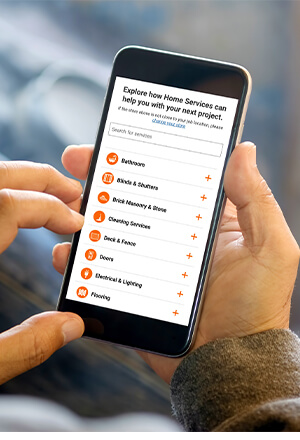 Explore how Home Services can
help you with your next project.
If the store above is not close to your job location, please
change your store.
Search for services
Bathroom
Blinds & Shutters
Brick Masonry & Stone
Cleaning Services
Deck & Fence
Doors
Electrical & Lighting
Flooring